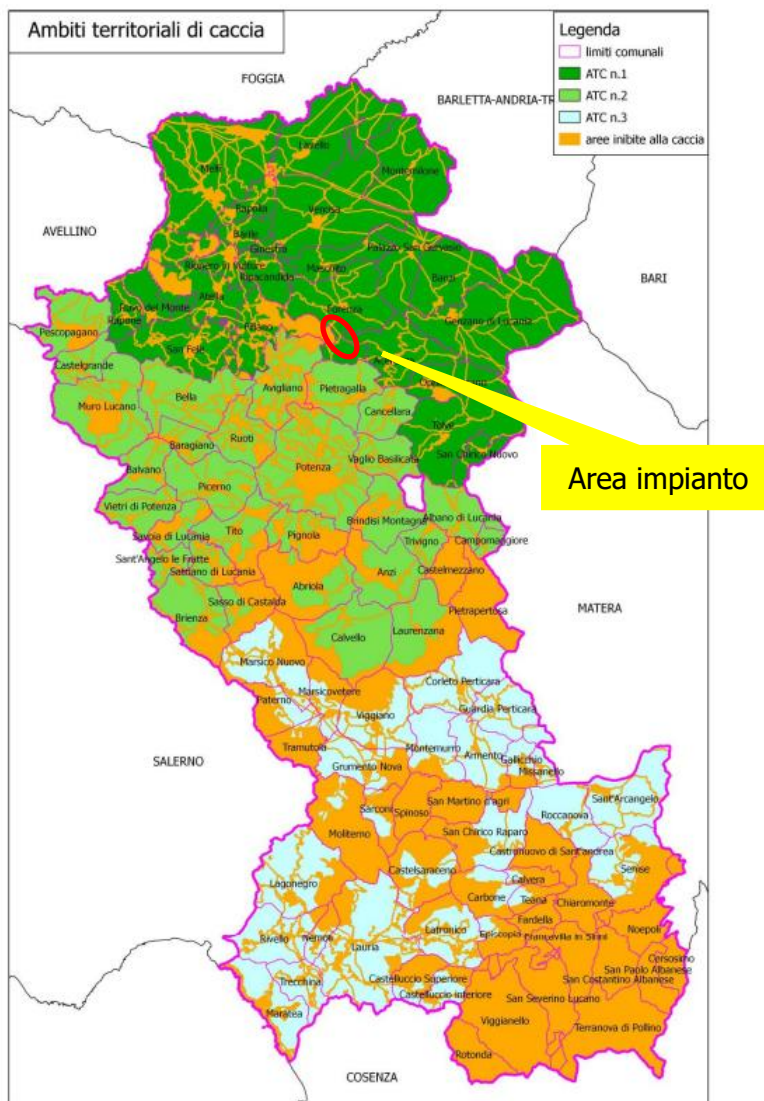 Ambiti territoriali di caccia
Legenda
limiti comunali
ATC n.1
ATC n.2
ATC n.3
aree inibite alla caccia
FOGGIA
BARLETTA-ANDRIA-TR
Lavello
Melfi
Montemilone
Rapolla
Venosa
AVELLINO
Barile
Ginestra
Palazzo San Gervasio
Rionero in Vulture
Maschito
BARI
Ripacandida
Banzi
Atella
Ruvo del Monte
Forenza
Genzano di Lucania
Rapone
Filiano
Pescopagano
San Fele
Castelgrande
Avigliano
Pietragalla
Bella
Muro Lucano
Cancellara
Tolve
Baragiano
Ruoti
San Chirico Nuovo
Vaglio Basilicata
Potenza
Balvano
Area impianto
Picerno
Vietri di Potenza
Albano di Lucania
Brindisi Montagna
Savoia di Lucania
Tito
Pignola
Trivigno
Campomaggiore
Sant'Angelo le Fratte
Satriano di Lucania
Anzi
Castelmezzano
Abriola
Sasso di Castalda
MATERA
Brienza
Pietrapertosa
Calvello
Laurenzana
Marsico Nuovo
Corleto Perticara
Marsicovetere
Paterno
Viggiano
Guardia Perticara
Tramutola
Montemurro
Armento
SALERNO
Gallicchio
Grumento Nova
Missanello
Sarconi
Spinoso
San Martino d'agri
Sant'Arcangelo
Roccanova
Moliterno
San Chirico Raparo
Castronuovo di Sant'andrea
Castelsaraceno
Senise
Calvera
Lagonegro
Carbone
Teana
Chiaromonte
Fardella
Noepoli
Rivello
Nemoli
Lauria
Latronico
Episcopia
Francavilla in Sinni
Cersosimo
San Paolo Albanese
Trecchina
Castelluccio Superiore
San Costantino Albanese
Castelluccio Inferiore
San Severino Lucano
Maratea
Viggianello
Terranova di Pollino
Rotonda
COSENZA